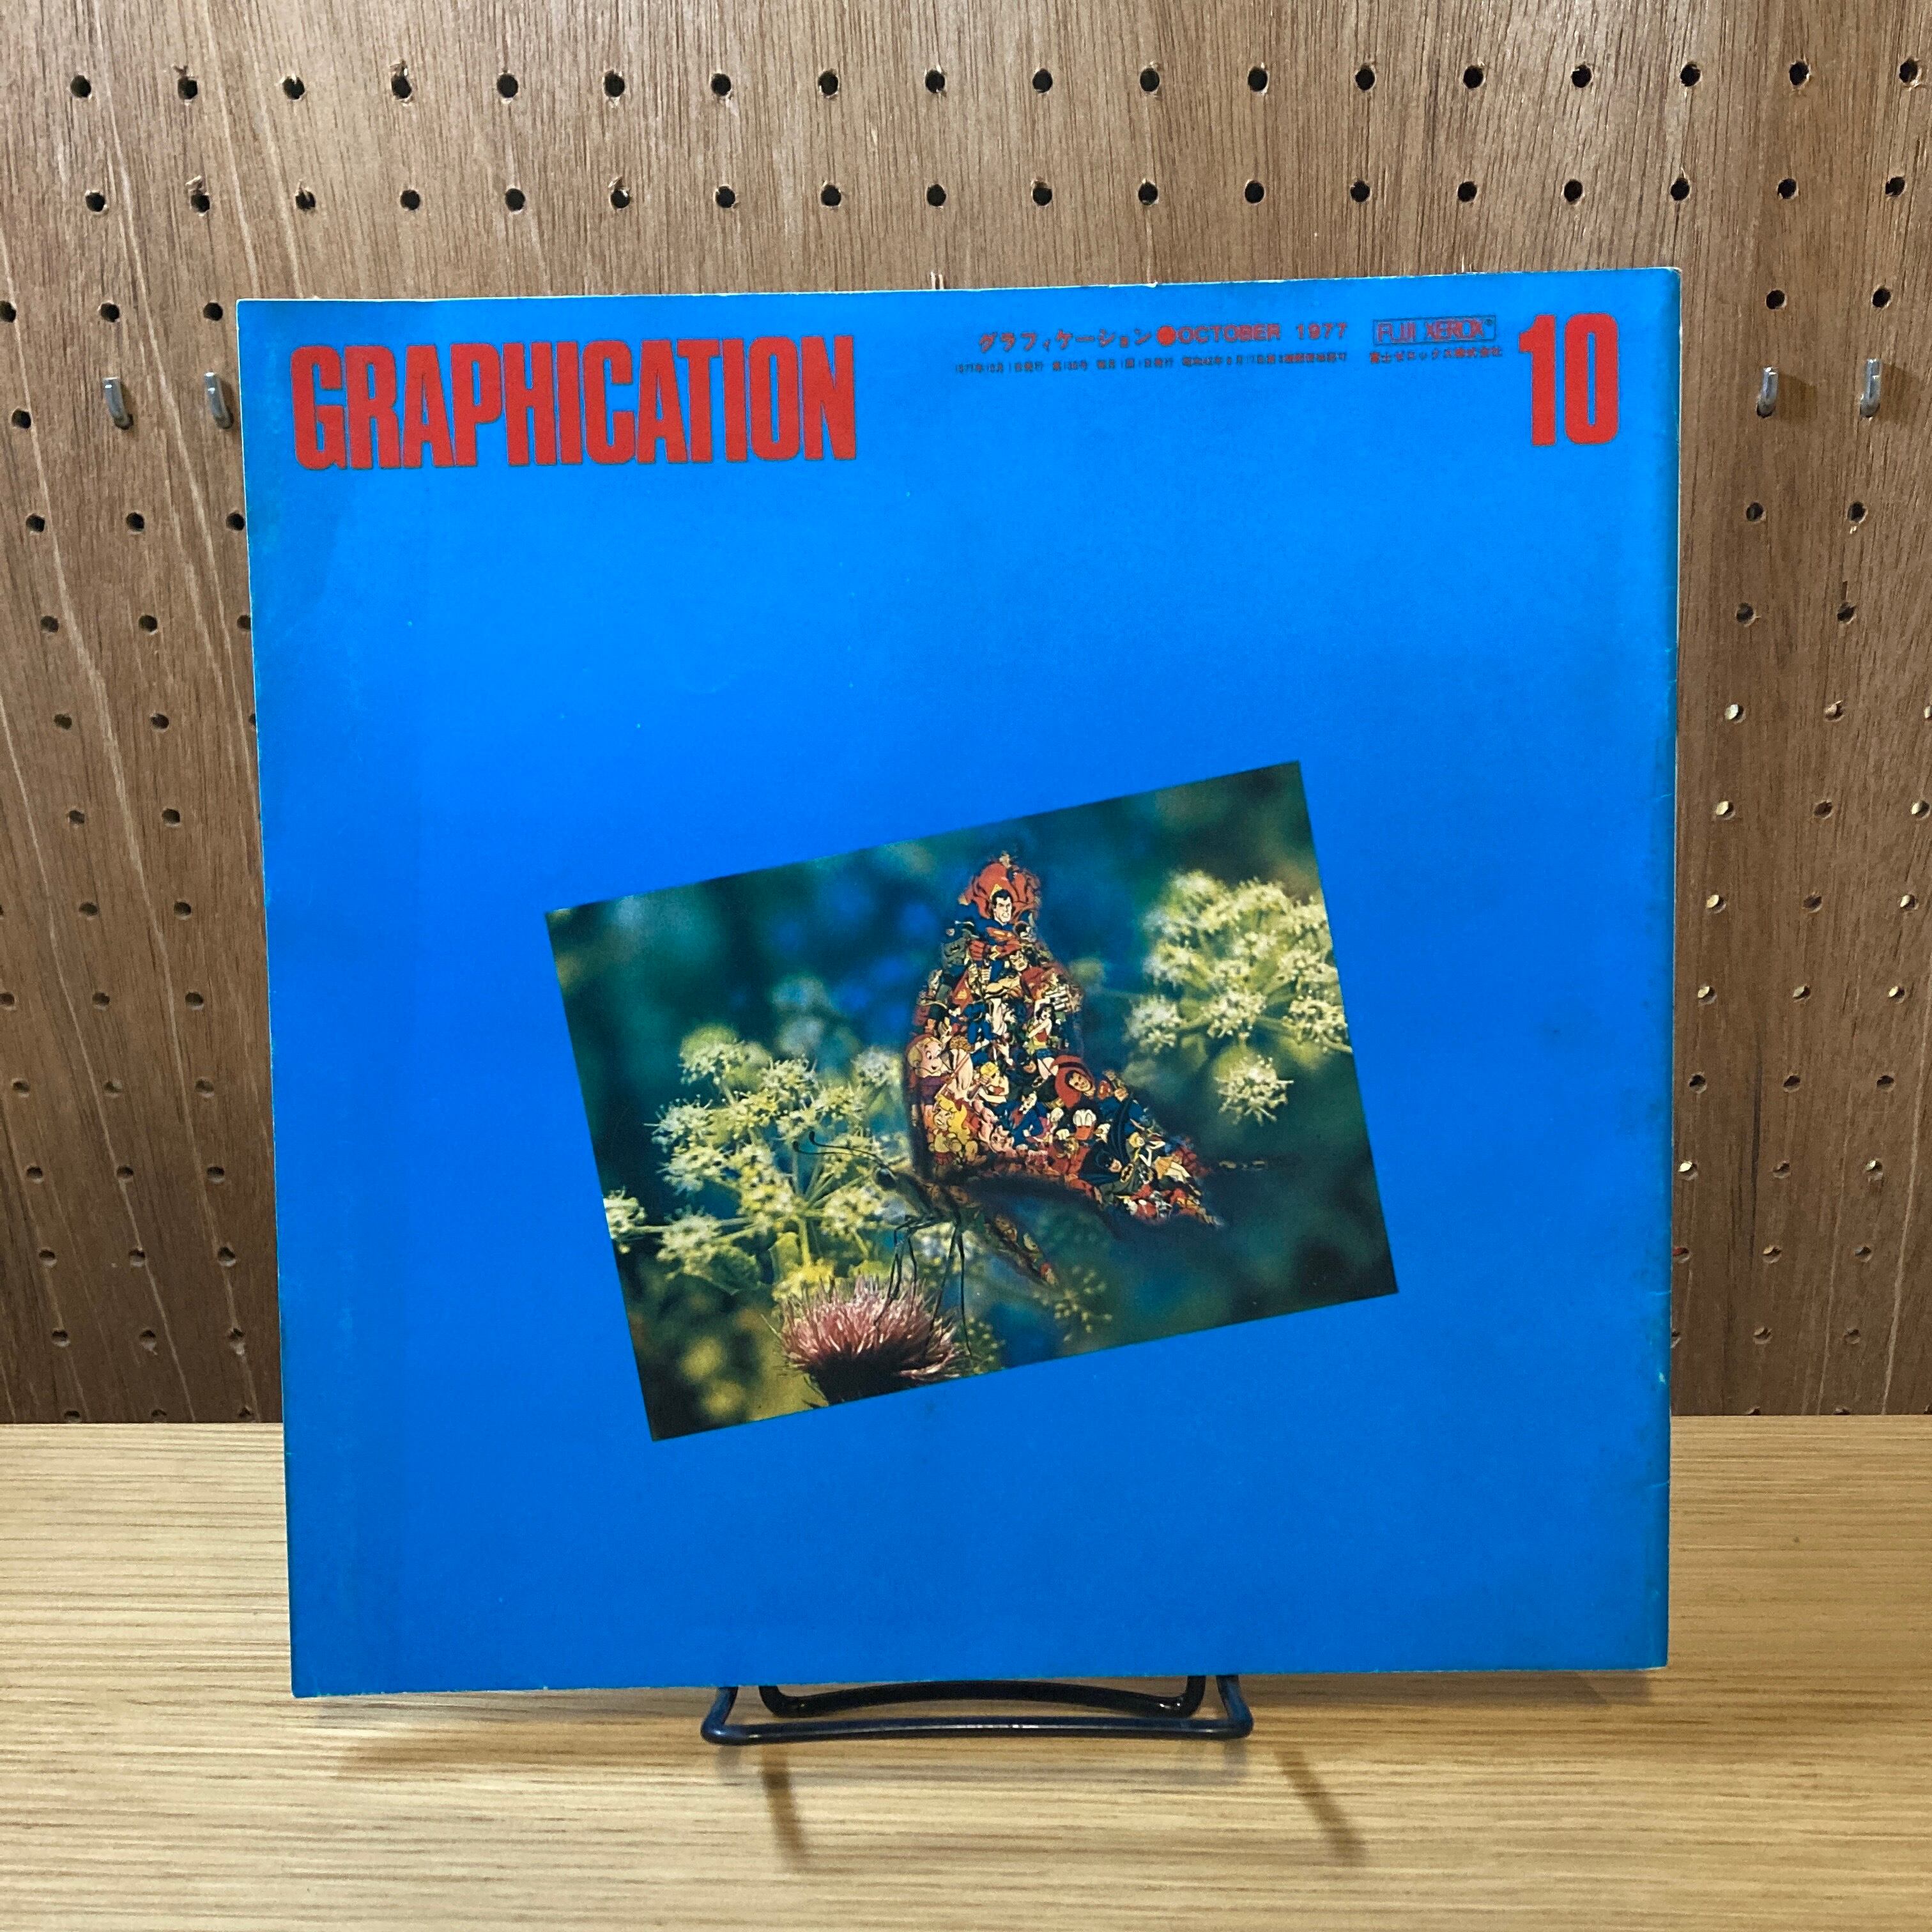 GRAPHICATION
グラフィケーション●OCTOBER 1977
FUJI XEROX®
富士ゼロックス株式会社
10